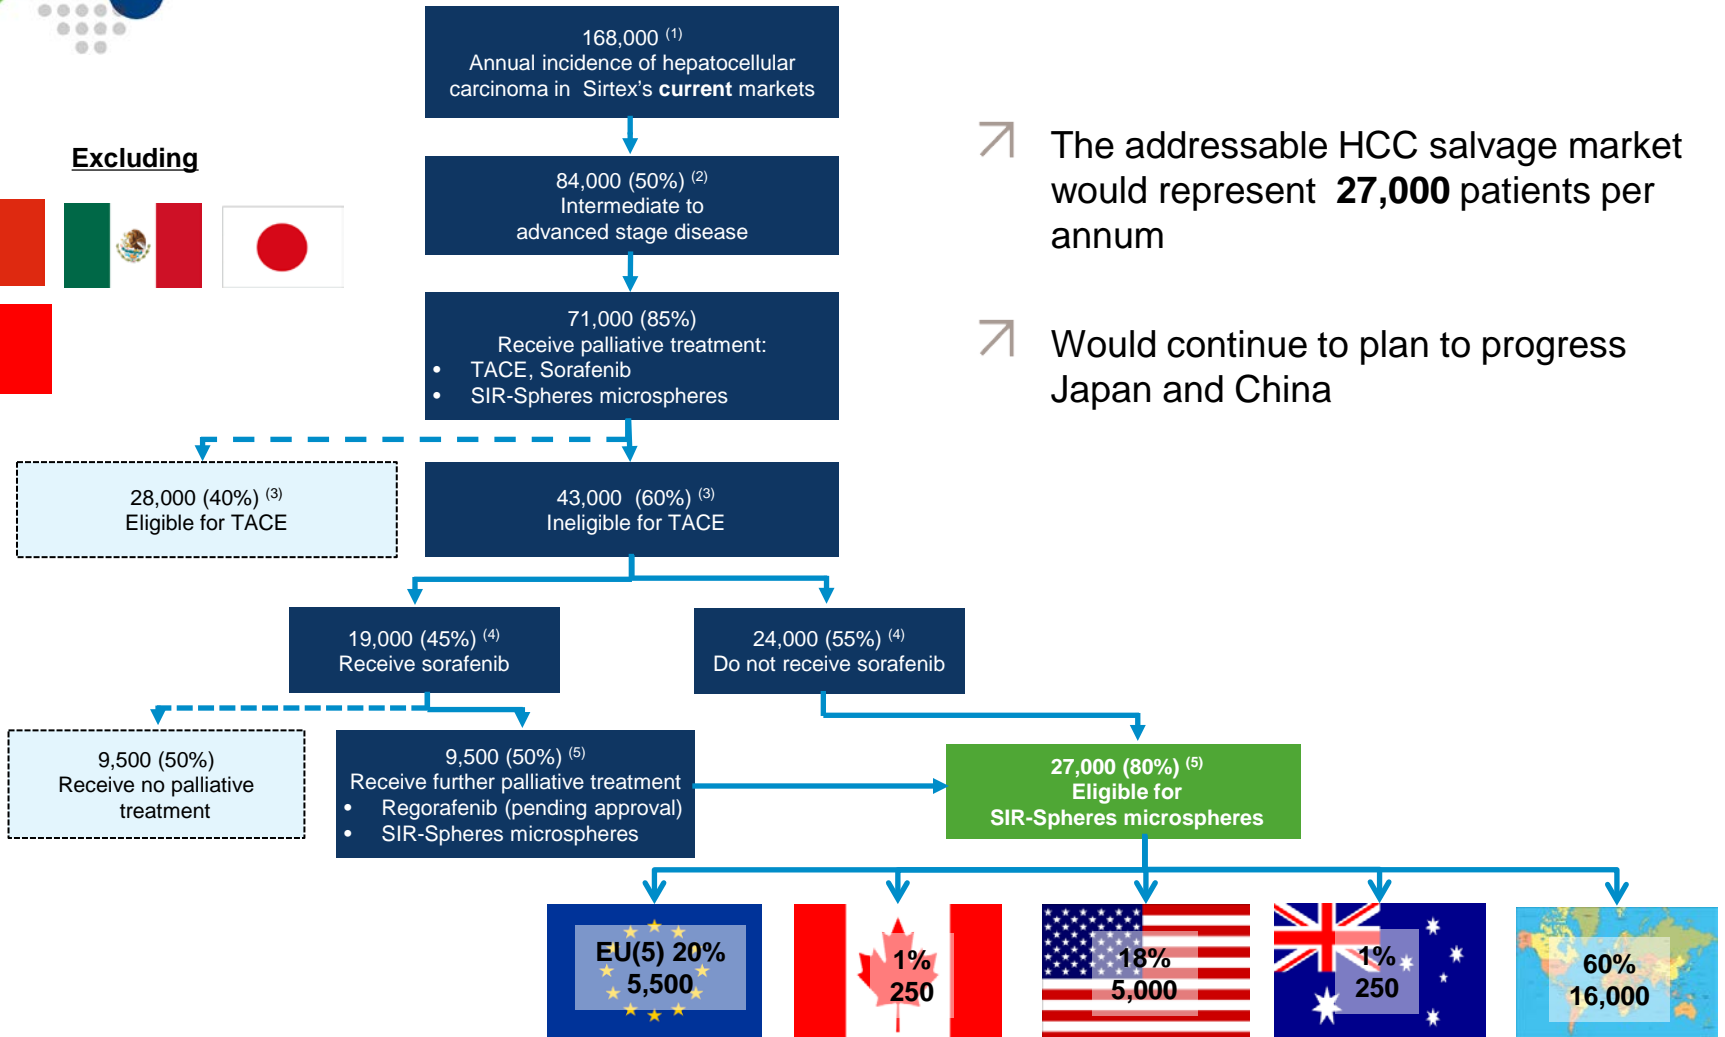 168,000 (1)
Annual incidence of hepatocellular
carcinoma in Sirtex's current markets
Excluding
84,000 (50%) (2)
Intermediate to
advanced stage disease
71,000 (85%)
Receive palliative treatment:
• TACE, Sorafenib
• SIR-Spheres microspheres
The addressable HCC salvage market
would represent 27,000 patients per
annum
Would continue to plan to progress
Japan and China
28,000 (40%) (3)
Eligible for TACE
43,000 (60%) (3)
Ineligible for TACE
19,000 (45%) (4)
Receive sorafenib
24,000 (55%) (4)
Do not receive sorafenib
9,500 (50%)
Receive no palliative
treatment
9,500 (50%) (5)
Receive further palliative treatment
• Regorafenib (pending approval)
• SIR-Spheres microspheres
27,000 (80%) (5)
Eligible for
SIR-Spheres microspheres
EU(5) 20%
5,500
1%
250
18%
5,000
1%
250
60%
16,000